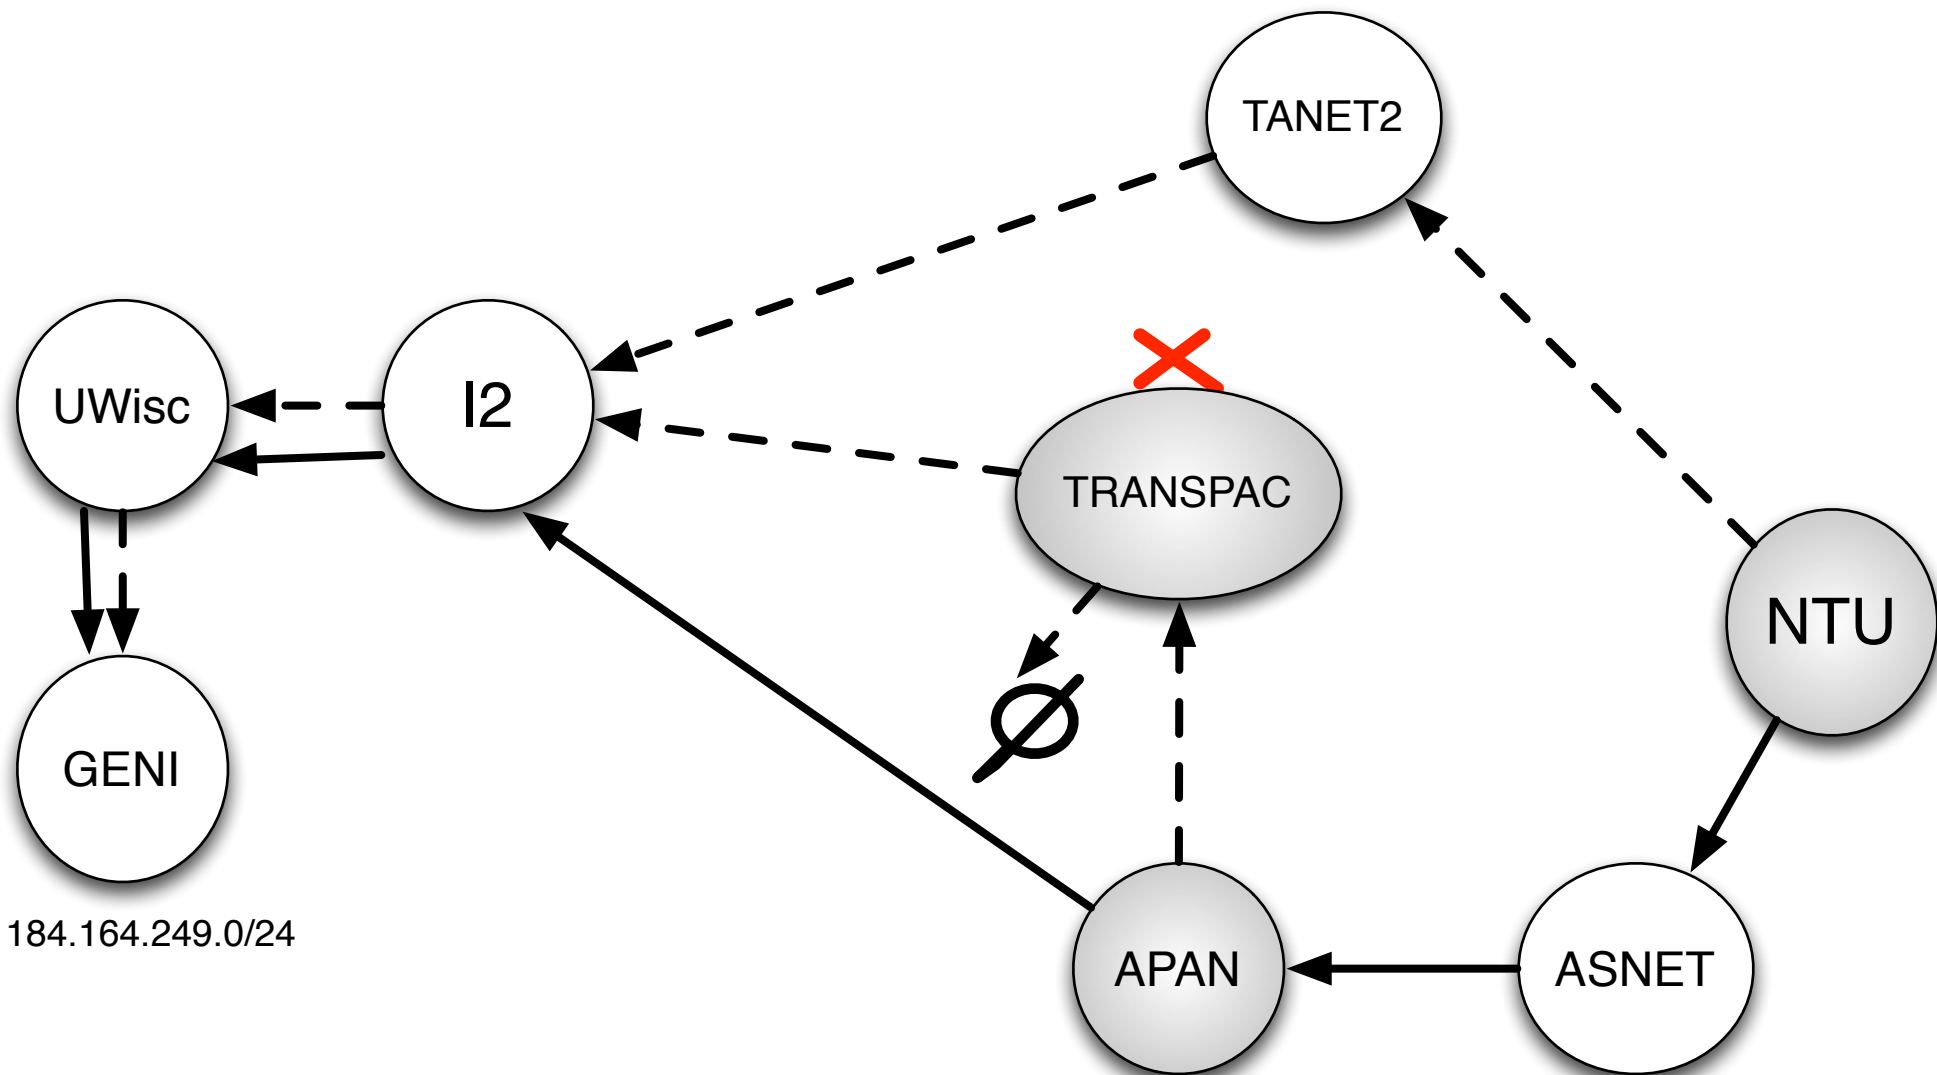 TANET2
UWisc
I2
TRANSPAC
NTU
Ø
GENI
184.164.249.0/24
APAN
ASNET